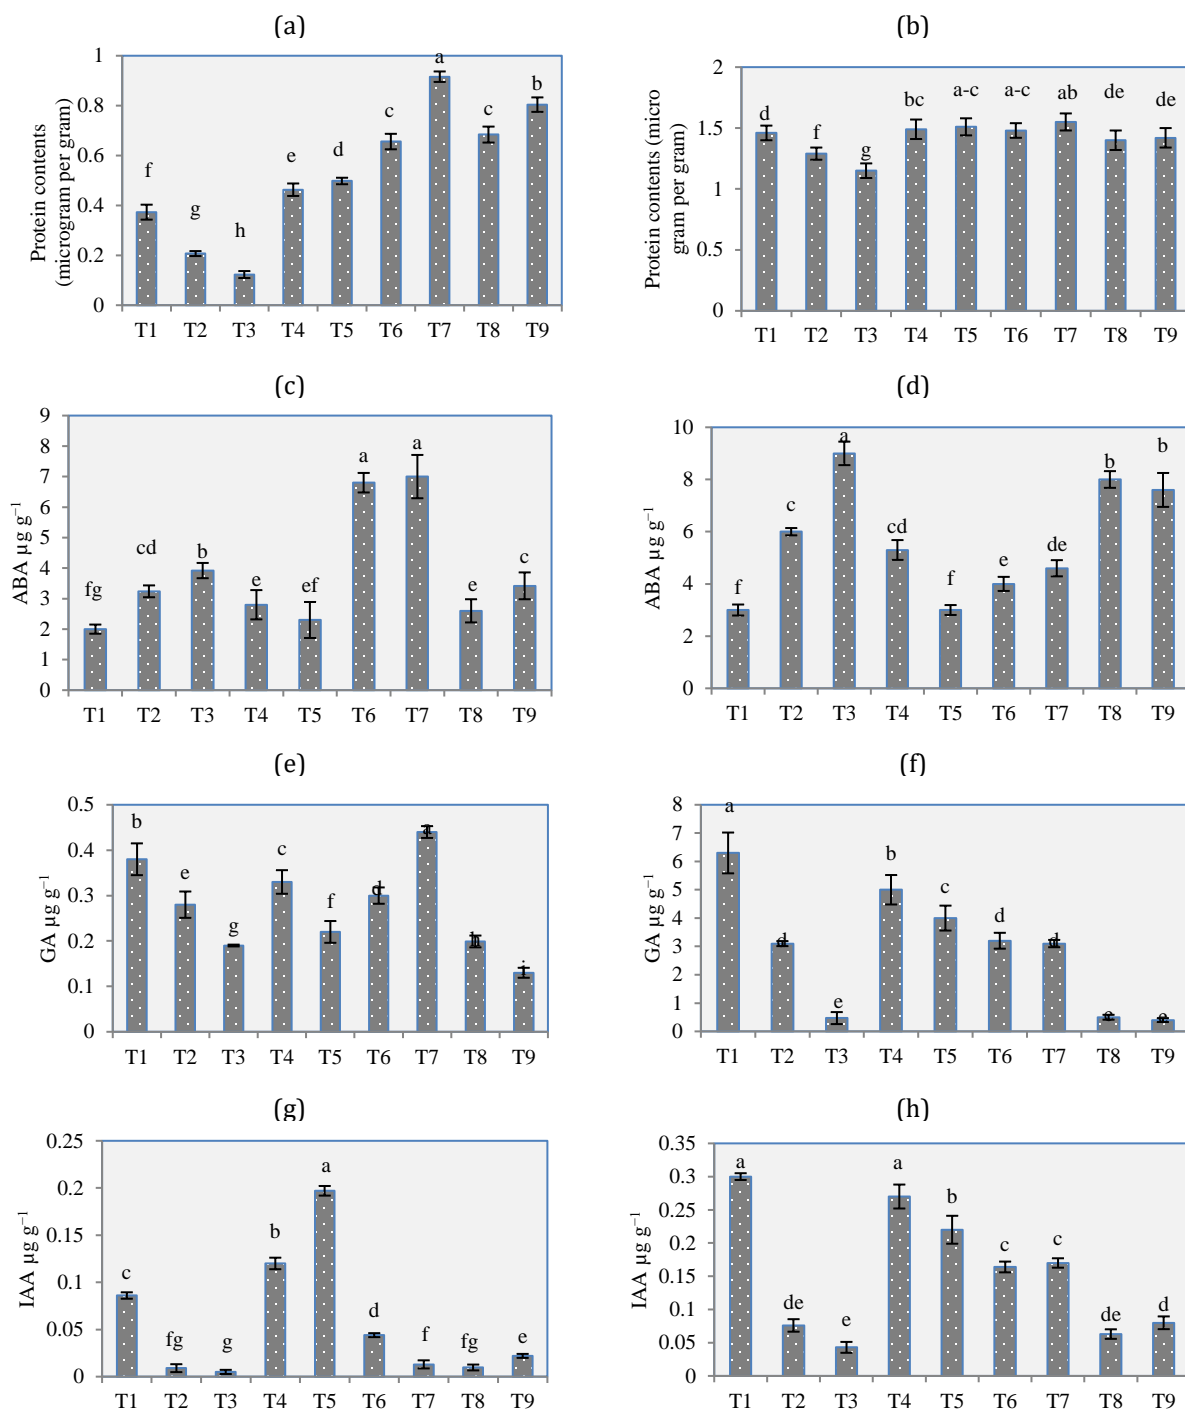 (a)
Protein contents
(microgram per gram)
1
0.8
0.6
0.4
0.2
0
f
g
h
e
d
c
a
c
b
T1 T2 T3 T4 T5 T6 T7 T8 T9
(b)
Protein contents (micro
gram per gram)
2
1.5
1
0.5
0
d
f
g
bc
a-c
a-c
ab
de
de
T1 T2 T3 T4 T5 T6 T7 T8 T9
(c)
ABA µg g⁻¹
9
8
7
6
5
4
3
2
1
0
fg
cd
b
e
ef
a
a
e
c
T1 T2 T3 T4 T5 T6 T7 T8 T9
(d)
ABA µg g⁻¹
10
8
6
4
2
0
f
c
a
cd
f
e
de
b
b
T1 T2 T3 T4 T5 T6 T7 T8 T9
(e)
GA µg g⁻¹
0.5
0.4
0.3
0.2
0.1
0
b
e
g
c
f
d
a
h
i
T1 T2 T3 T4 T5 T6 T7 T8 T9
(f)
GA µg g⁻¹
8
7
6
5
4
3
2
1
0
a
d
e
b
c
d
d
e
e
T1 T2 T3 T4 T5 T6 T7 T8 T9
(g)
IAA µg g⁻¹
0.25
0.2
0.15
0.1
0.05
0
c
fg
g
b
a
d
f
fg
e
T1 T2 T3 T4 T5 T6 T7 T8 T9
(h)
IAA µg g⁻¹
0.35
0.3
0.25
0.2
0.15
0.1
0.05
0
a
de
e
a
b
c
c
de
d
T1 T2 T3 T4 T5 T6 T7 T8 T9